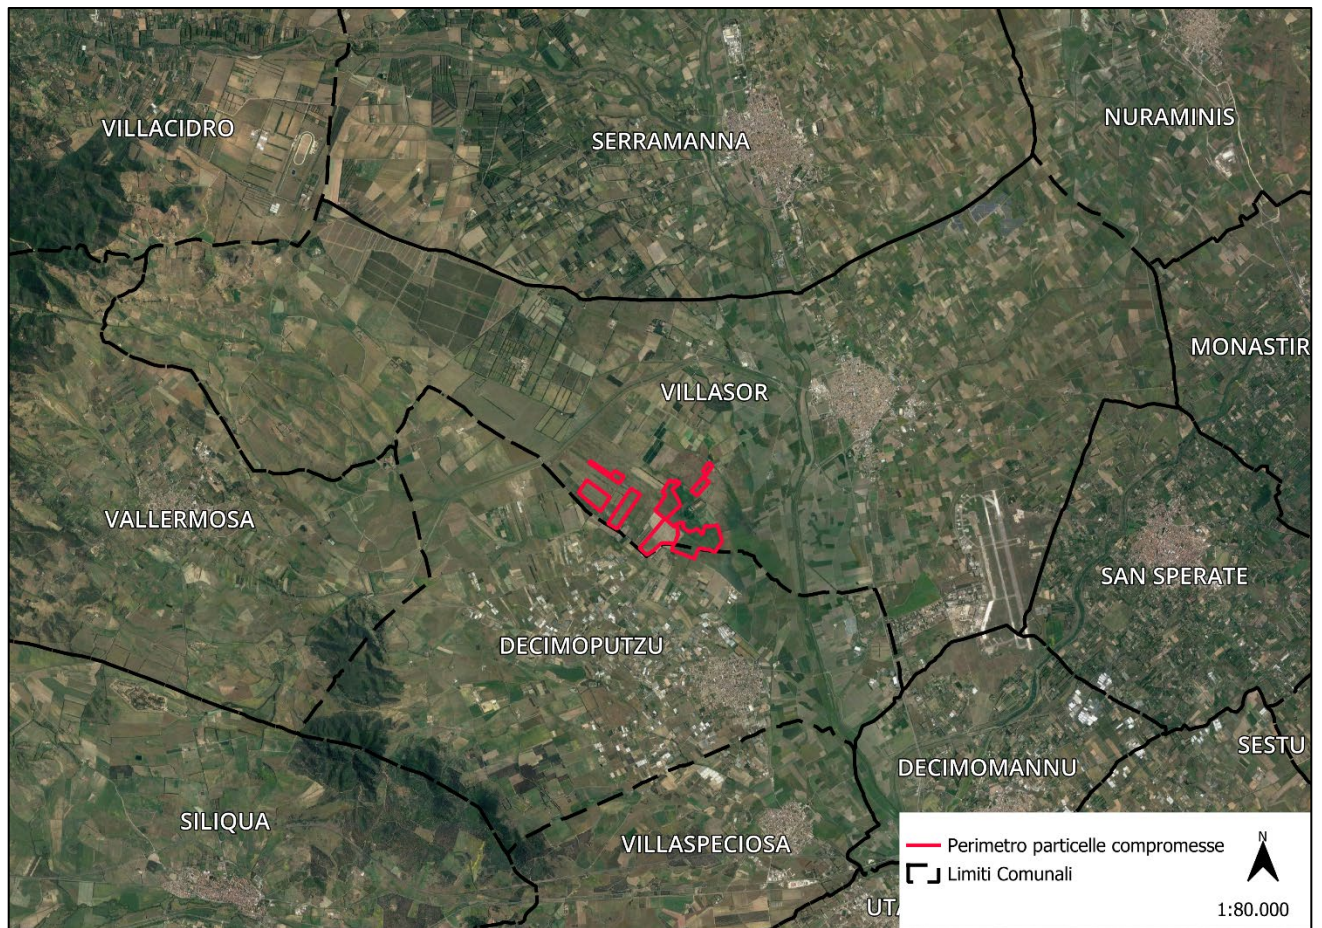 NURAMINIS
VILLACIDRO
SERRAMANNA
MONASTIR
VILLASOR
VALLERMOSA
SAN SPERATE
DECIMOPUTZU
SESTU
DECIMOMANNU
SILIQUA
VILLASPECIOSA
UTA
Perimetro particelle compromesse
Limiti Comunali
N
1:80.000